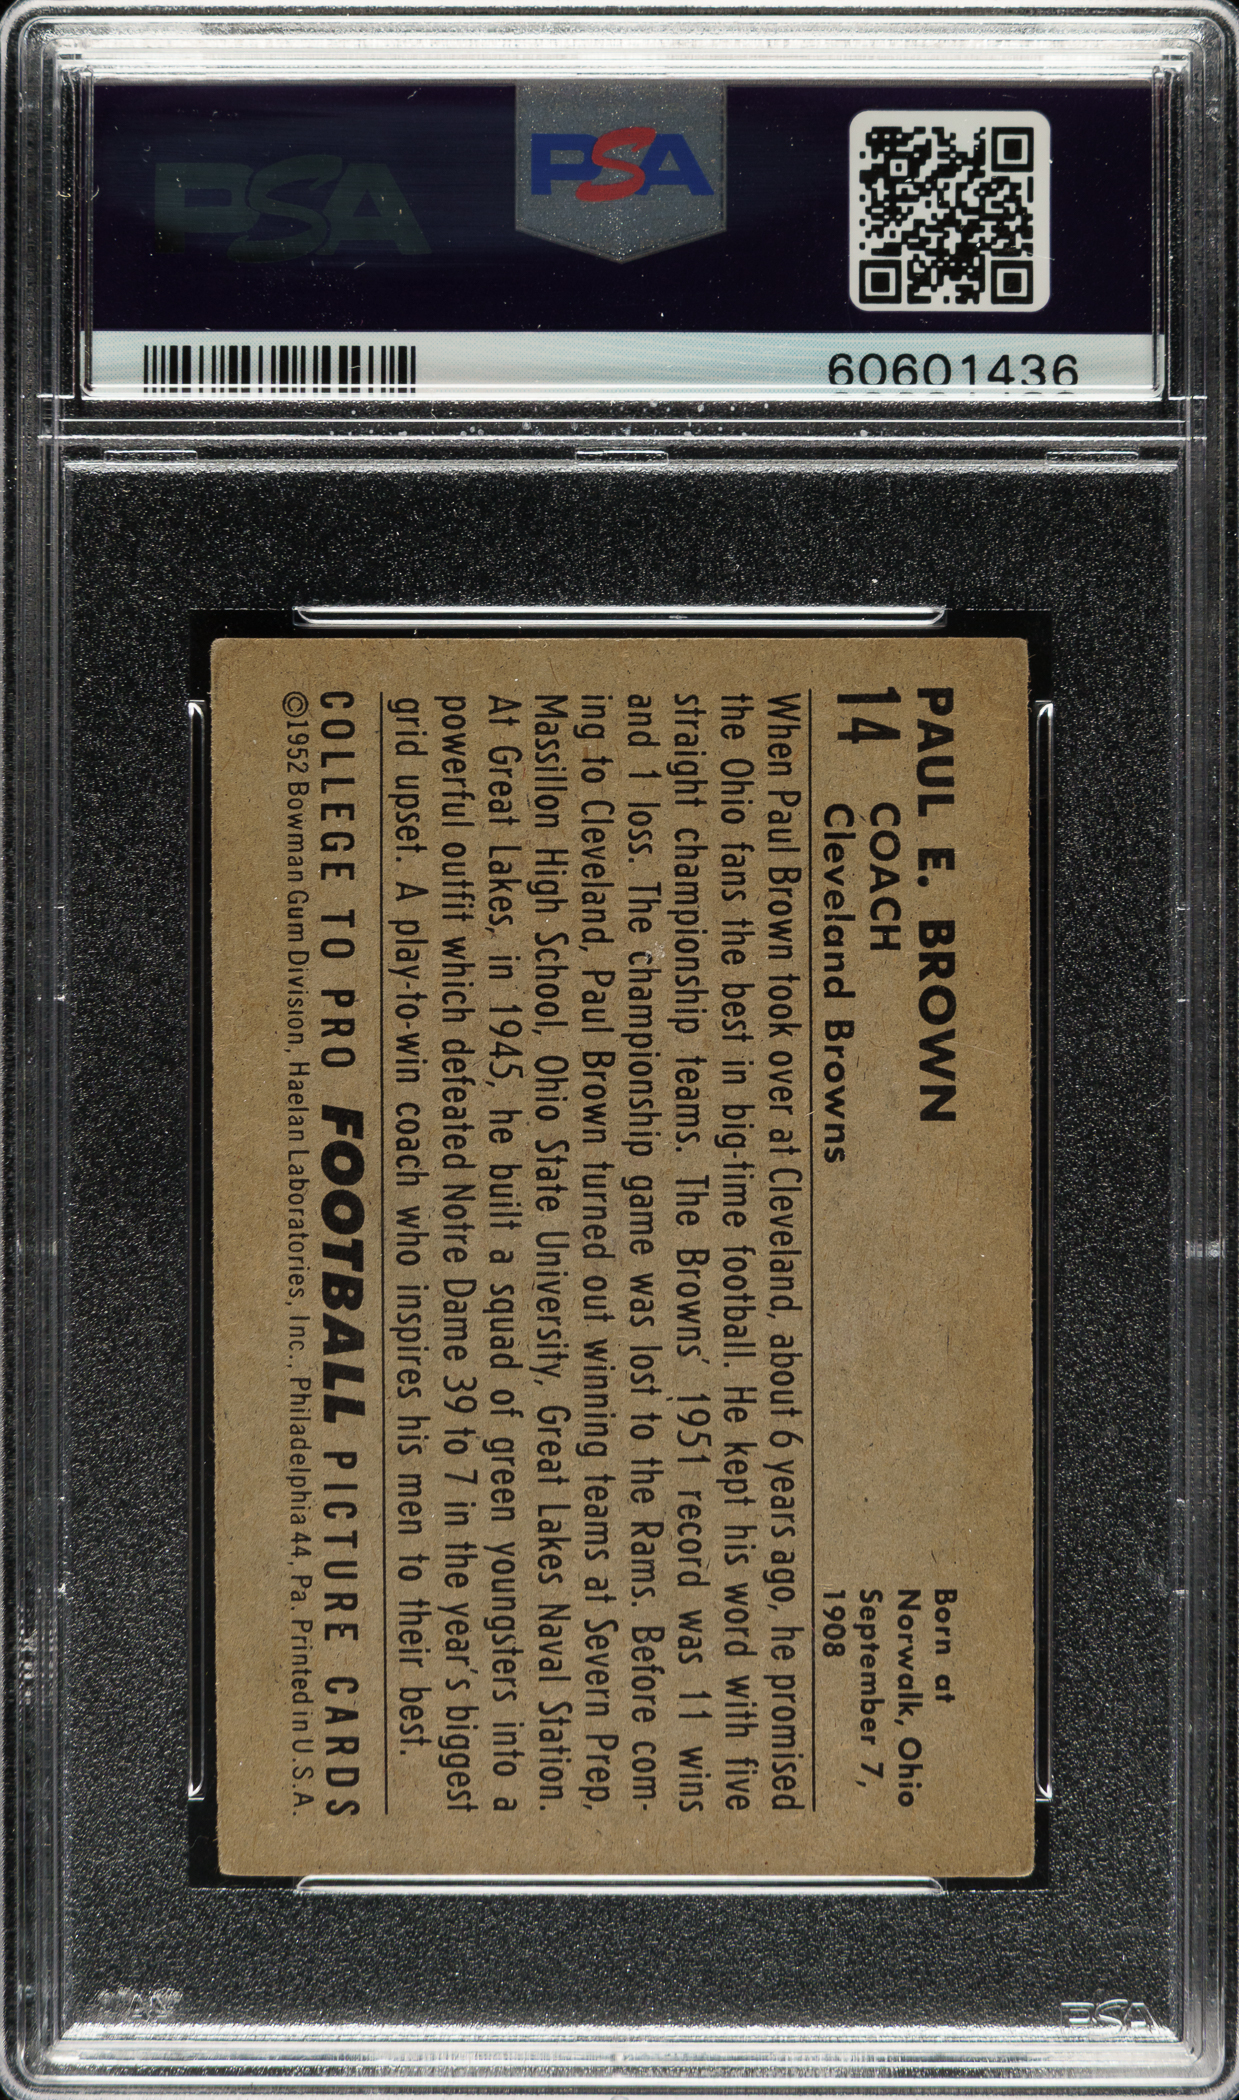 PSA
PSA
60601436
PAUL E. BROWN
14 COACH
Cleveland Browns
Born at
Norwalk, Ohio
September 7,
1908
When Paul Brown took over at Cleveland, about 6 years ago, he promised
the Ohio fans the best in big-time football. He kept his word with five
straight championship teams. The Browns' 1951 record was 11 wins
and 1 loss. The championship game was lost to the Rams. Before com-
ing to Cleveland, Paul Brown turned out winning teams at Severn Prep,
Massillon High School, Ohio State University, Great Lakes Naval Station.
At Great Lakes, in 1945, he built a squad of green youngsters into a
powerful outfit which defeated Notre Dame 39 to 7 in the year's biggest
grid upset. A play-to-win coach who inspires his men to their best.
COLLEGE TO PRO FOOTBALL PICTURE CARDS
©1952 Bowman Gum Division, Haelan Laboratories, Inc., Philadelphia 44, Pa. Printed in U.S.A.
PSA